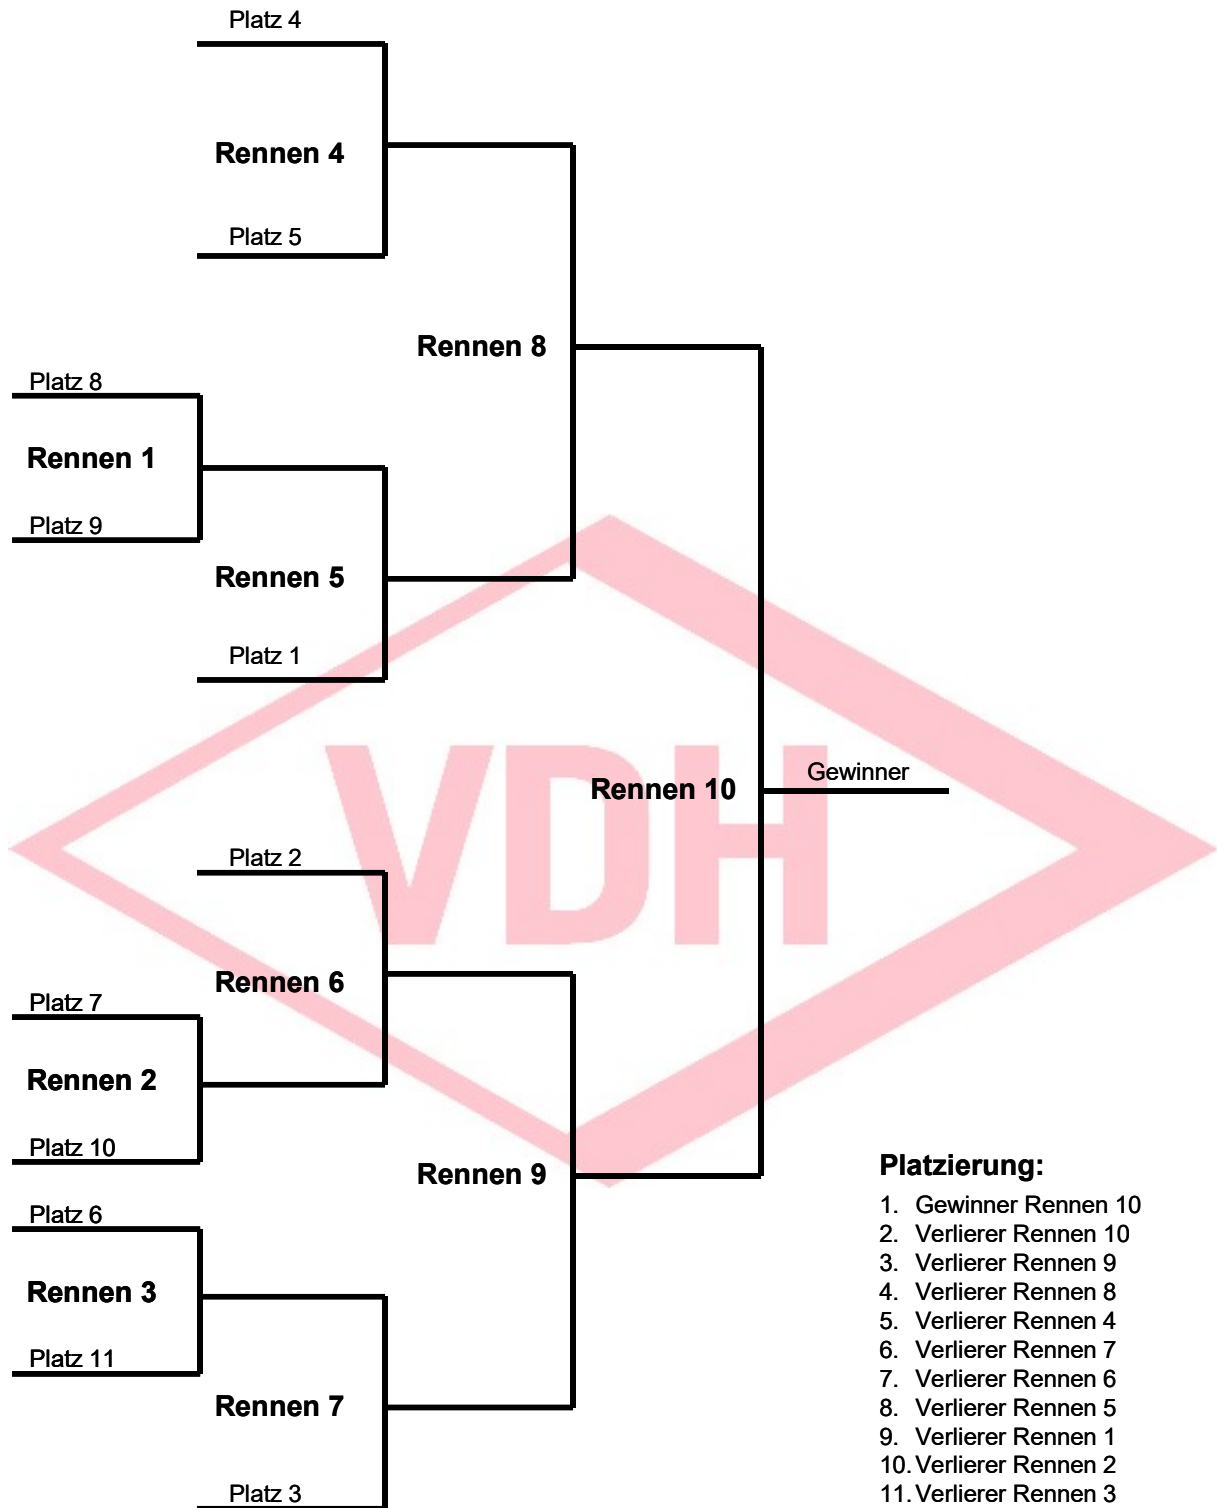 Platz 4
Rennen 4
Platz 5
Rennen 8
Platz 8
Rennen 1
Platz 9
Rennen 5
Platz 1
VDH
Gewinner
Rennen 10
Platz 2
Rennen 6
Platz 7
Rennen 2
Platz 10
Rennen 9
Platz 6
Rennen 3
Platz 11
Rennen 7
Platz 3
Platzierung:
1. Gewinner Rennen 10
2. Verlierer Rennen 10
3. Verlierer Rennen 9
4. Verlierer Rennen 8
5. Verlierer Rennen 4
6. Verlierer Rennen 7
7. Verlierer Rennen 6
8. Verlierer Rennen 5
9. Verlierer Rennen 1
10. Verlierer Rennen 2
11. Verlierer Rennen 3